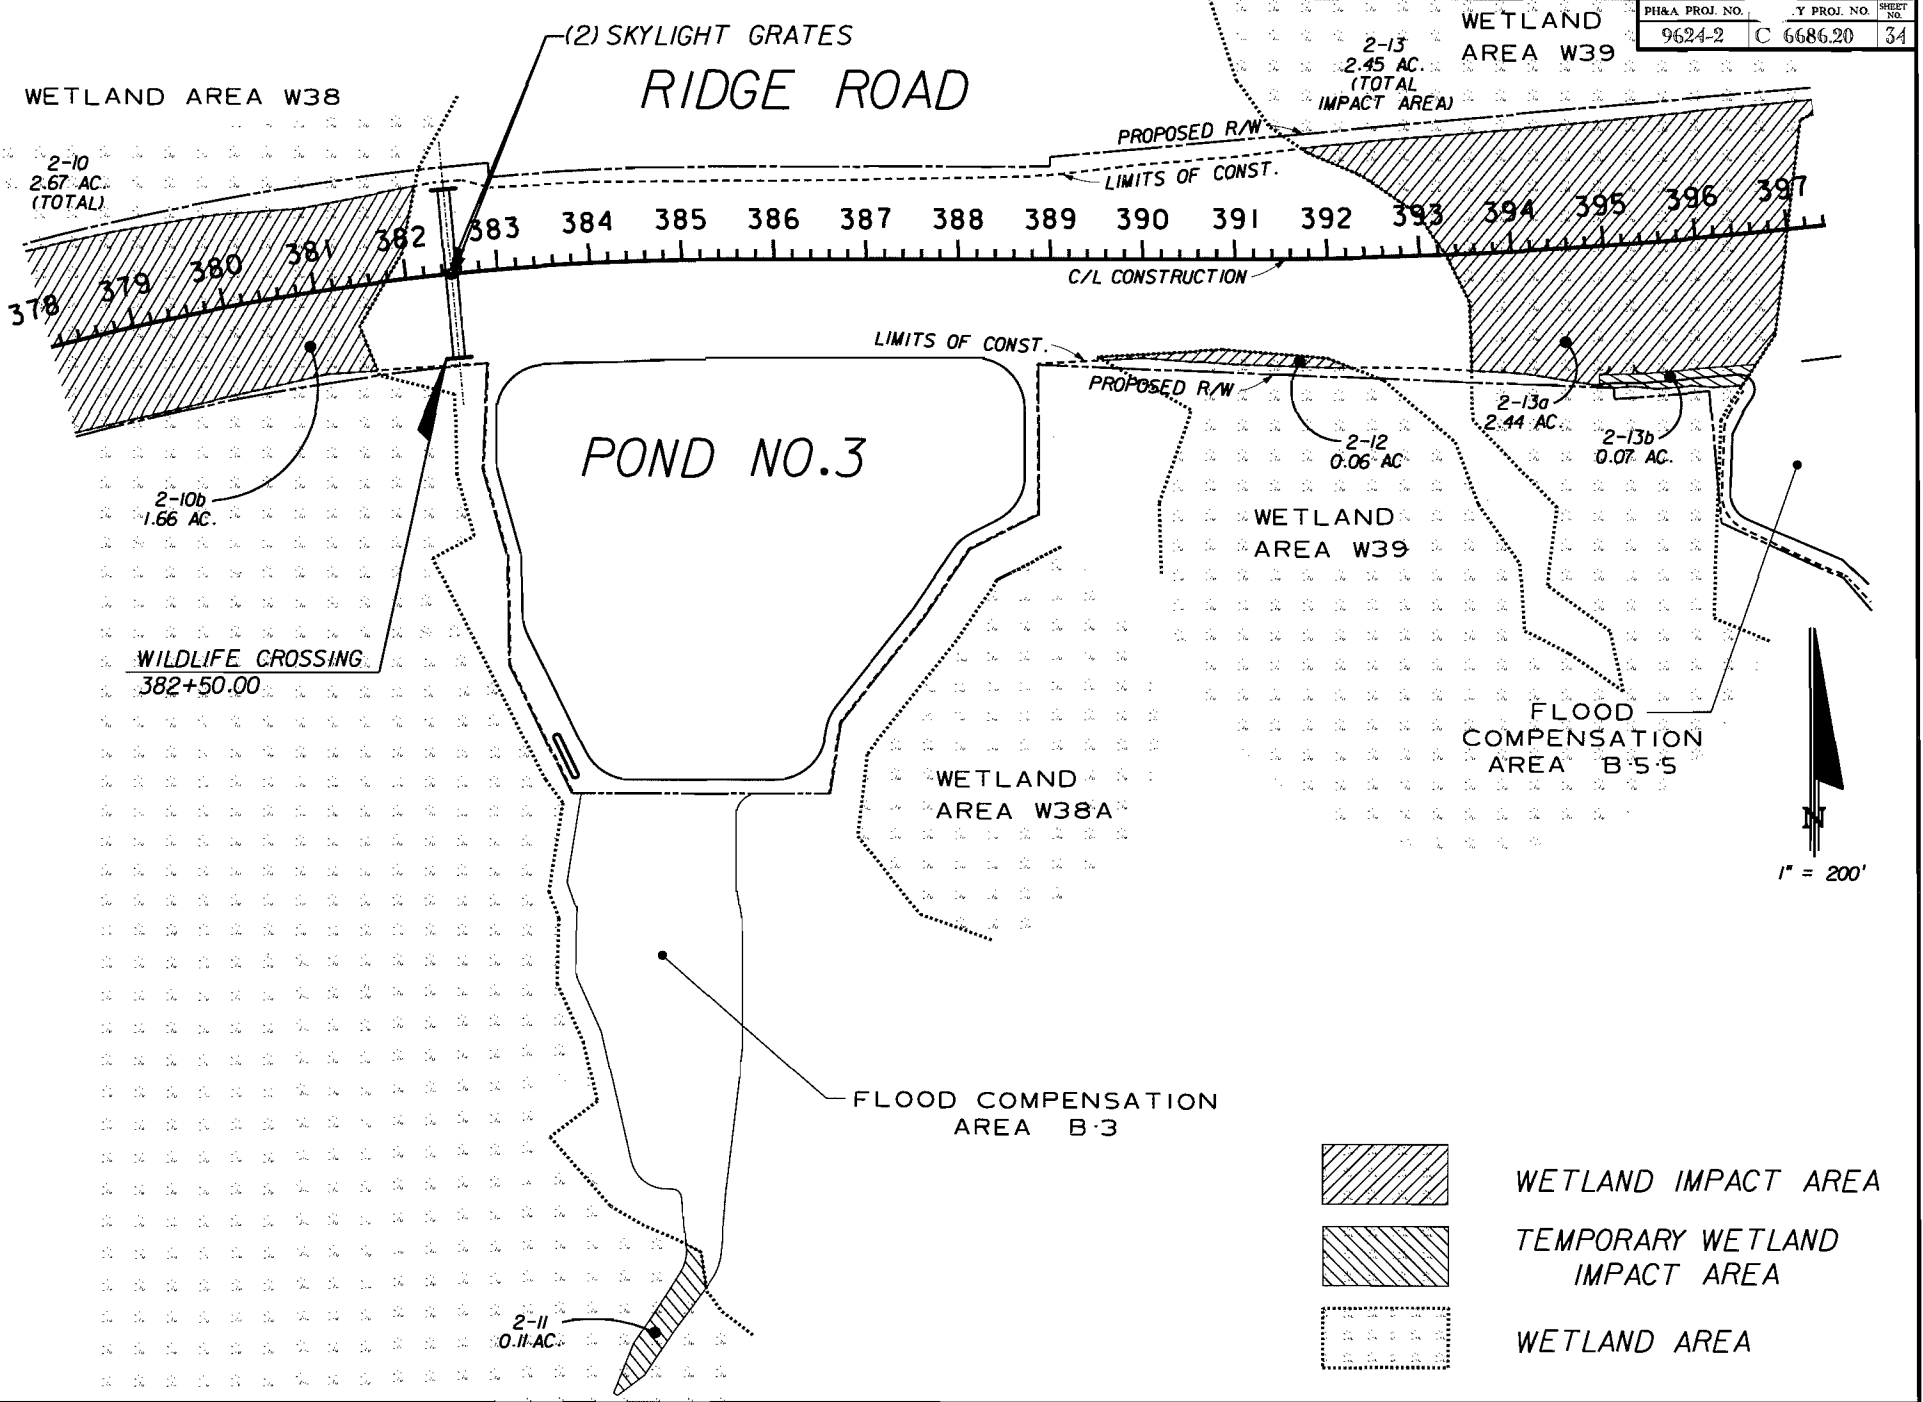 PH&A PROJ. NO. Y PROJ. NO. SHEET NO.
9624-2 C 6686.20 34
(2) SKYLIGHT GRATES
RIDGE ROAD
WETLAND AREA W38
WETLAND
AREA W39
2-13
2.45 AC.
(TOTAL
IMPACT AREA)
PROPOSED R/W
LIMITS OF CONST.
2-10
2.67 AC.
(TOTAL)
378 379 380 381 382 383 384 385 386 387 388 389 390 391 392 393 394 395 396 397
C/L CONSTRUCTION
LIMITS OF CONST.
PROPOSED R/W
POND NO.3
2-10b
1.66 AC.
2-12
0.06 AC
2-13a
2.44 AC.
2-13b
0.07 AC.
WETLAND
AREA W39
WILDLIFE CROSSING
382+50.00
FLOOD
COMPENSATION
AREA B5.5
WETLAND
AREA W38A
N
1" = 200'
FLOOD COMPENSATION
AREA B-3
2-11
0.11 AC.
WETLAND IMPACT AREA
TEMPORARY WETLAND
IMPACT AREA
WETLAND AREA